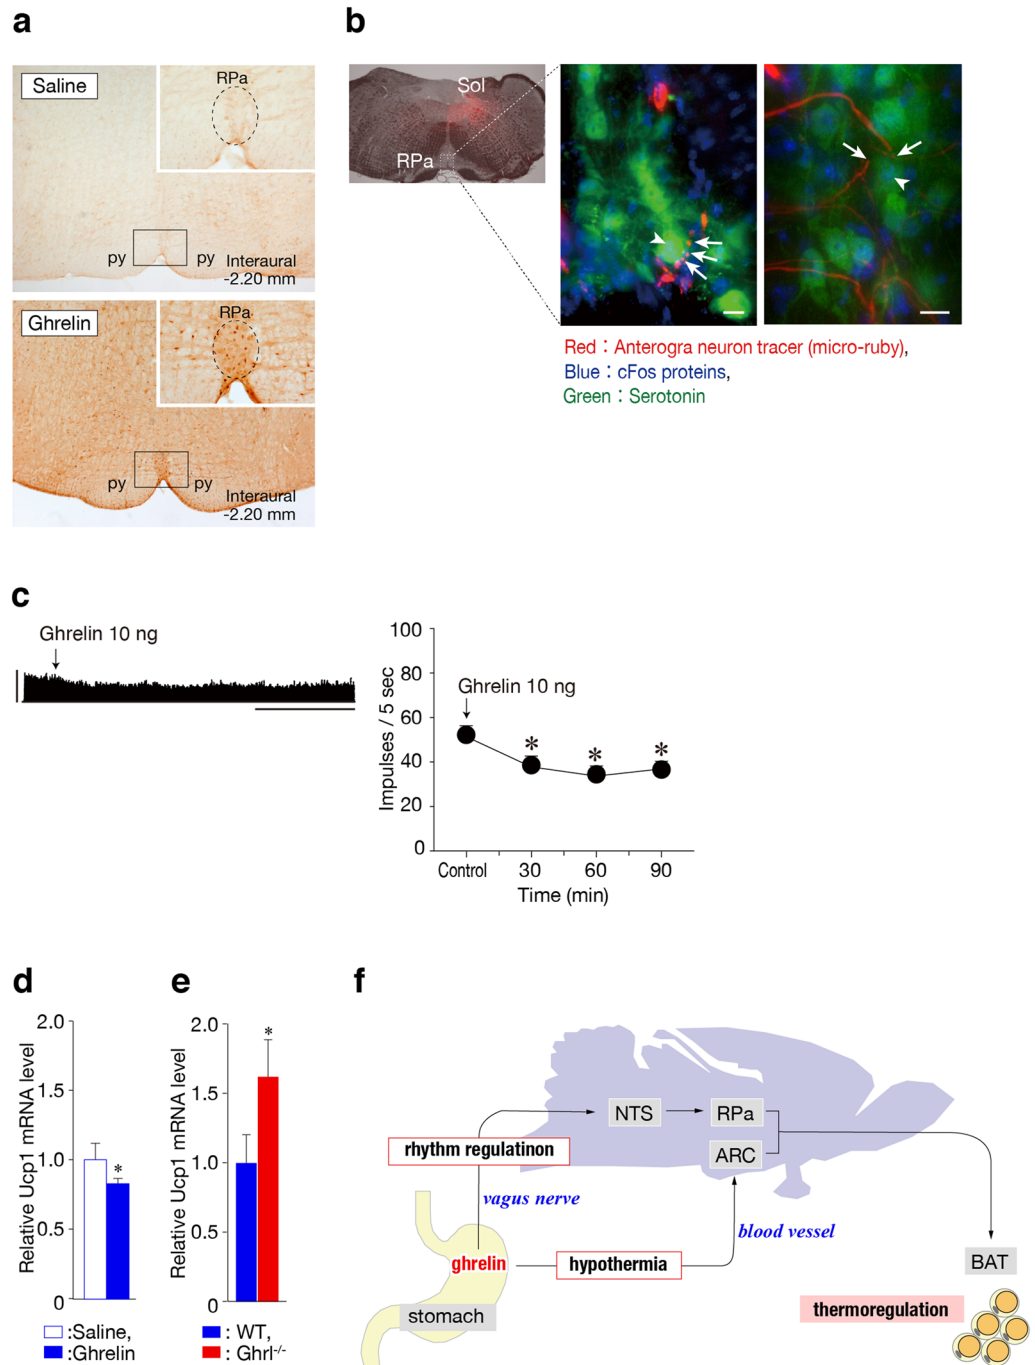 a
Saline
RPa
py
py
Interaural
-2.20 mm
Ghrelin
RPa
py
py
Interaural
-2.20 mm
b
Sol
RPa
Red：Anterogra neuron tracer (micro-ruby),
Blue：cFos proteins,
Green：Serotonin
c
Ghrelin 10 ng
Impulses / 5 sec
100
80
60
40
20
0
Ghrelin 10 ng
*
*
*
Control
30
60
90
Time (min)
d
Relative Ucp1 mRNA level
2.0
1.5
1.0
0.5
0
*
:Saline,
:Ghrelin
e
Relative Ucp1 mRNA level
2.0
1.5
1.0
0.5
0
*
: WT,
: Ghrl-/-
f
NTS
RPa
ARC
rhythm regulatinon
vagus nerve
blood vessel
ghrelin
hypothermia
BAT
stomach
thermoregulation